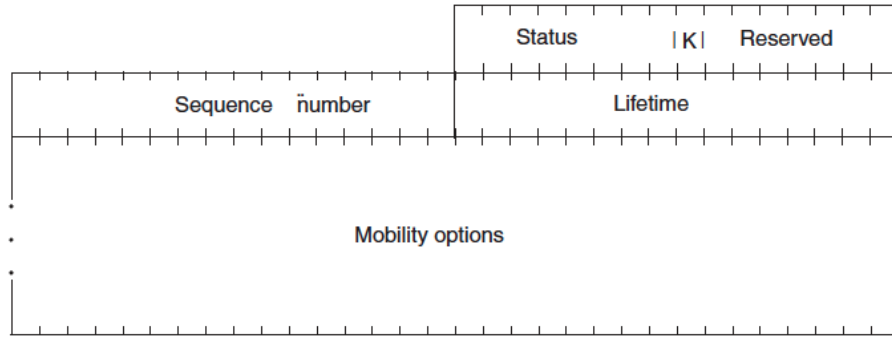 Status |K| Reserved
Sequence number Lifetime
Mobility options